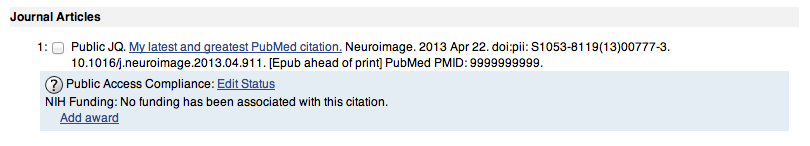 Journal Articles
1: Public JQ. My latest and greatest PubMed citation. Neuroimage. 2013 Apr 22. doi:pii: S1053-8119(13)00777-3.
10.1016/j.neuroimage.2013.04.911. [Epub ahead of print] PubMed PMID: 9999999999.
? Public Access Compliance: Edit Status
NIH Funding: No funding has been associated with this citation.
Add award